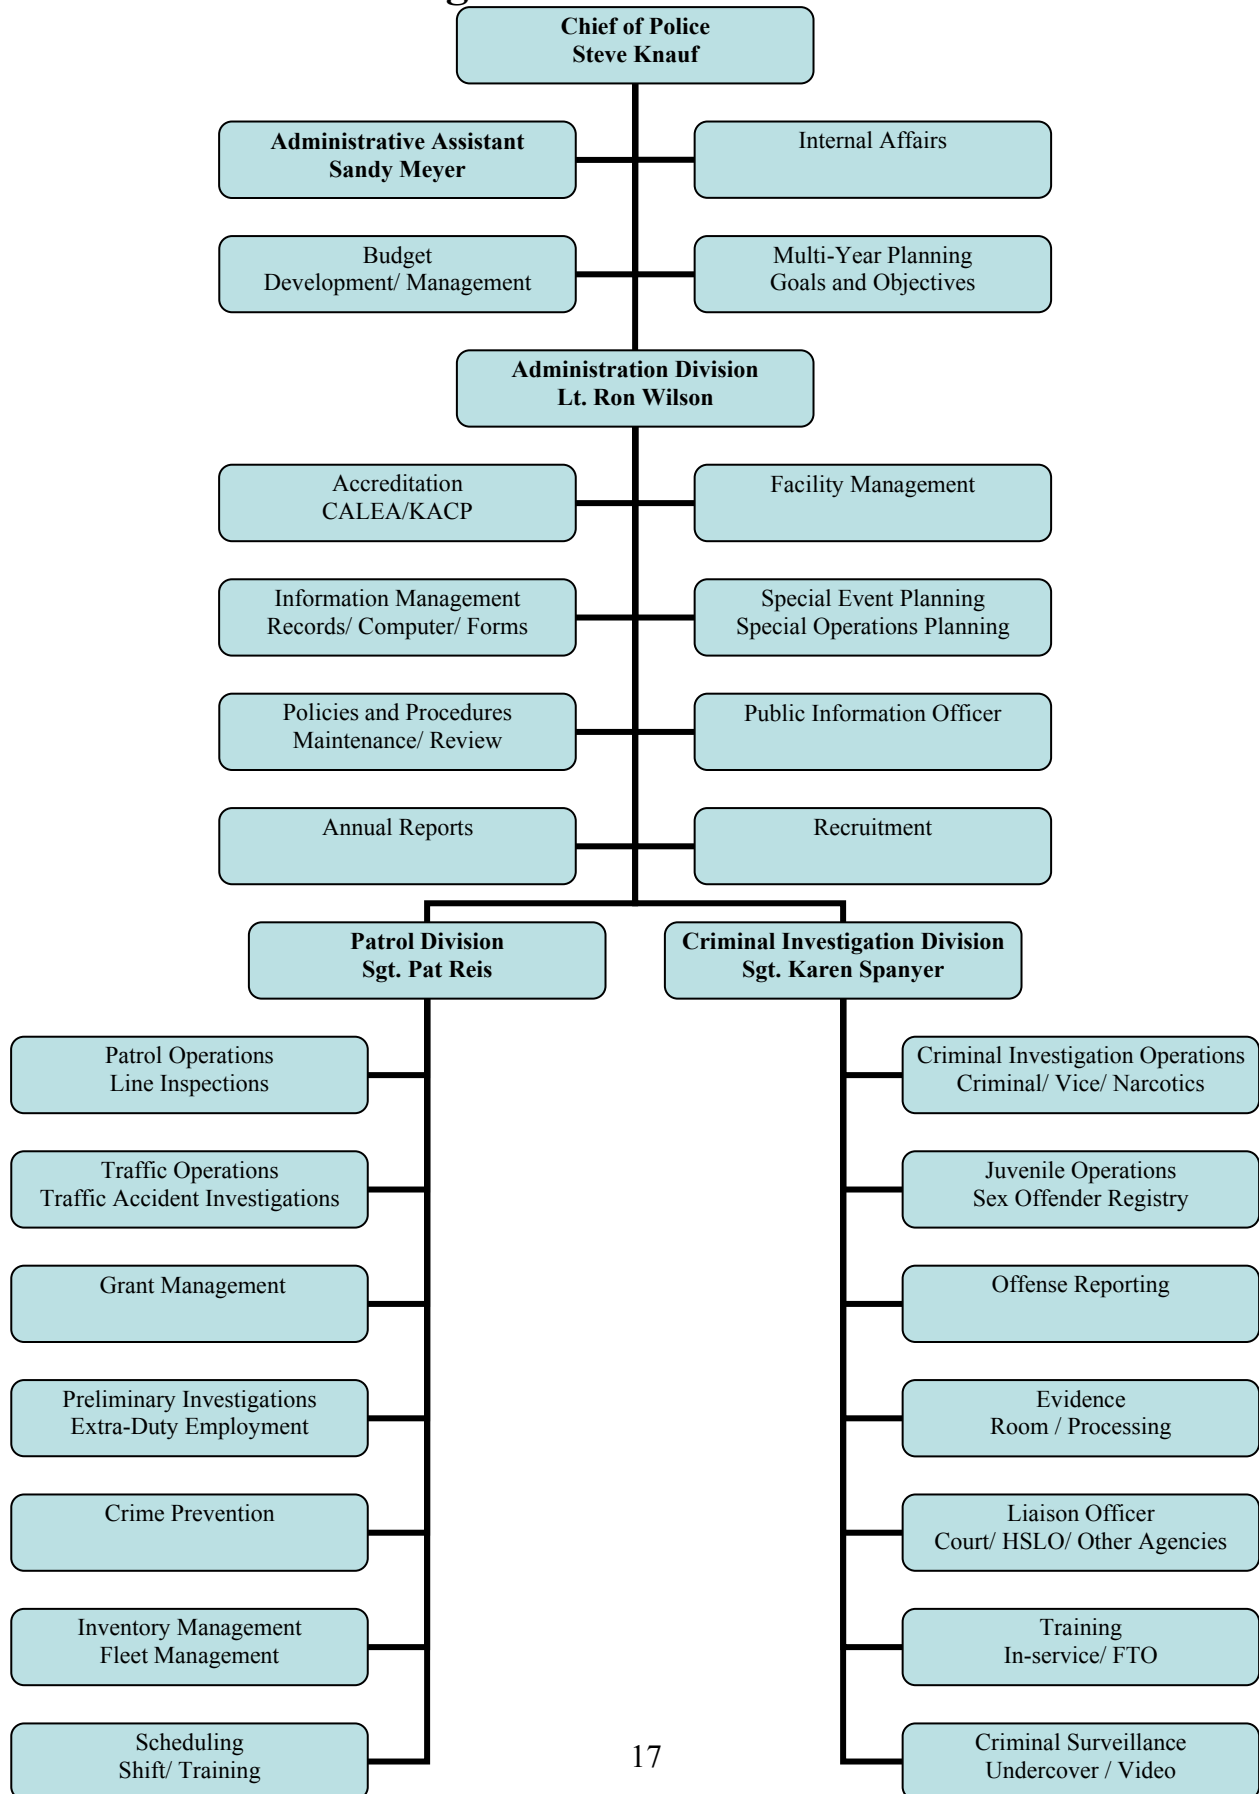 Chief of Police
Steve Knauf
Administrative Assistant
Sandy Meyer
Internal Affairs
Budget
Development/ Management
Multi-Year Planning
Goals and Objectives
Administration Division
Lt. Ron Wilson
Accreditation
CALEA/KACP
Facility Management
Information Management
Records/ Computer/ Forms
Special Event Planning
Special Operations Planning
Policies and Procedures
Maintenance/ Review
Public Information Officer
Annual Reports
Recruitment
Patrol Division
Sgt. Pat Reis
Criminal Investigation Division
Sgt. Karen Spanyer
Patrol Operations
Line Inspections
Criminal Investigation Operations
Criminal/ Vice/ Narcotics
Traffic Operations
Traffic Accident Investigations
Juvenile Operations
Sex Offender Registry
Grant Management
Offense Reporting
Preliminary Investigations
Extra-Duty Employment
Evidence
Room / Processing
Crime Prevention
Liaison Officer
Court/ HSLO/ Other Agencies
Inventory Management
Fleet Management
Training
In-service/ FTO
Scheduling
Shift/ Training
Criminal Surveillance
Undercover / Video
17